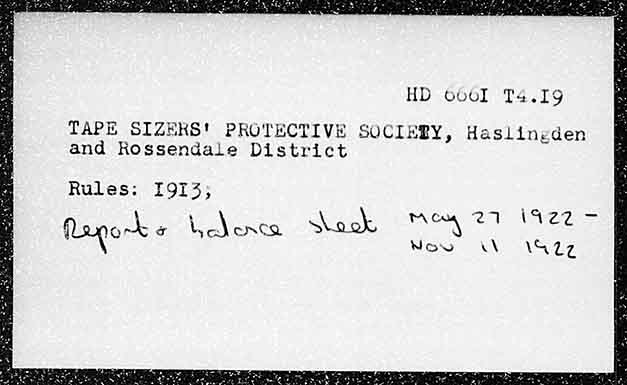 HD 6661 T4.I9
TAPE SIZERS' PROTECTIVE SOCIETY, Haslingden
and Rossendale District
Rules: I9I3;
Report & balance sheet May 27 1922 -
Nov 11 1922